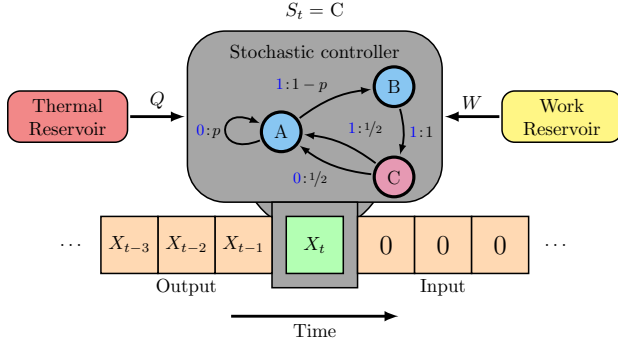 S_t = C
Stochastic controller
1:1 − p
B
Thermal
Reservoir
Q
0:p
A
1:1/2
1:1
W
Work
Reservoir
0:1/2
C
⋯ X_{t−3} X_{t−2} X_{t−1} X_t 0 0 0 ⋯
Output
Input
Time